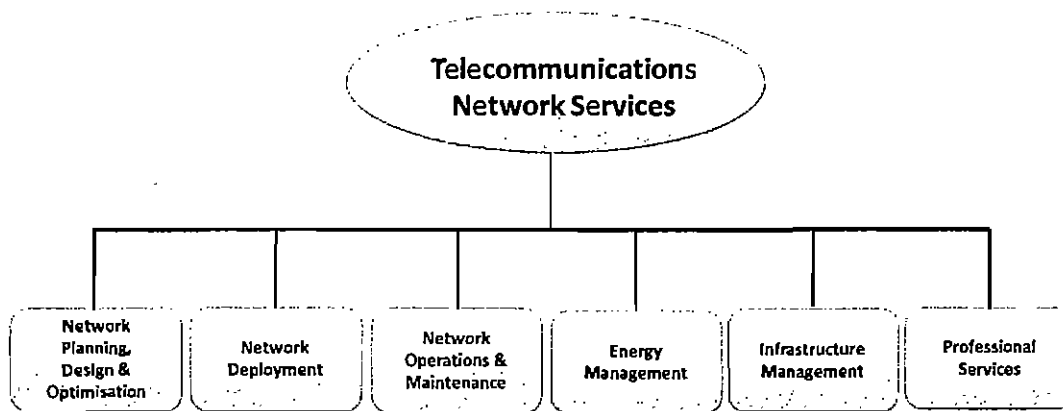 Telecommunications
Network Services
Network
Planning,
Design &
Optimisation
Network
Deployment
Network
Operations &
Maintenance
Energy
Management
Infrastructure
Management
Professional
Services